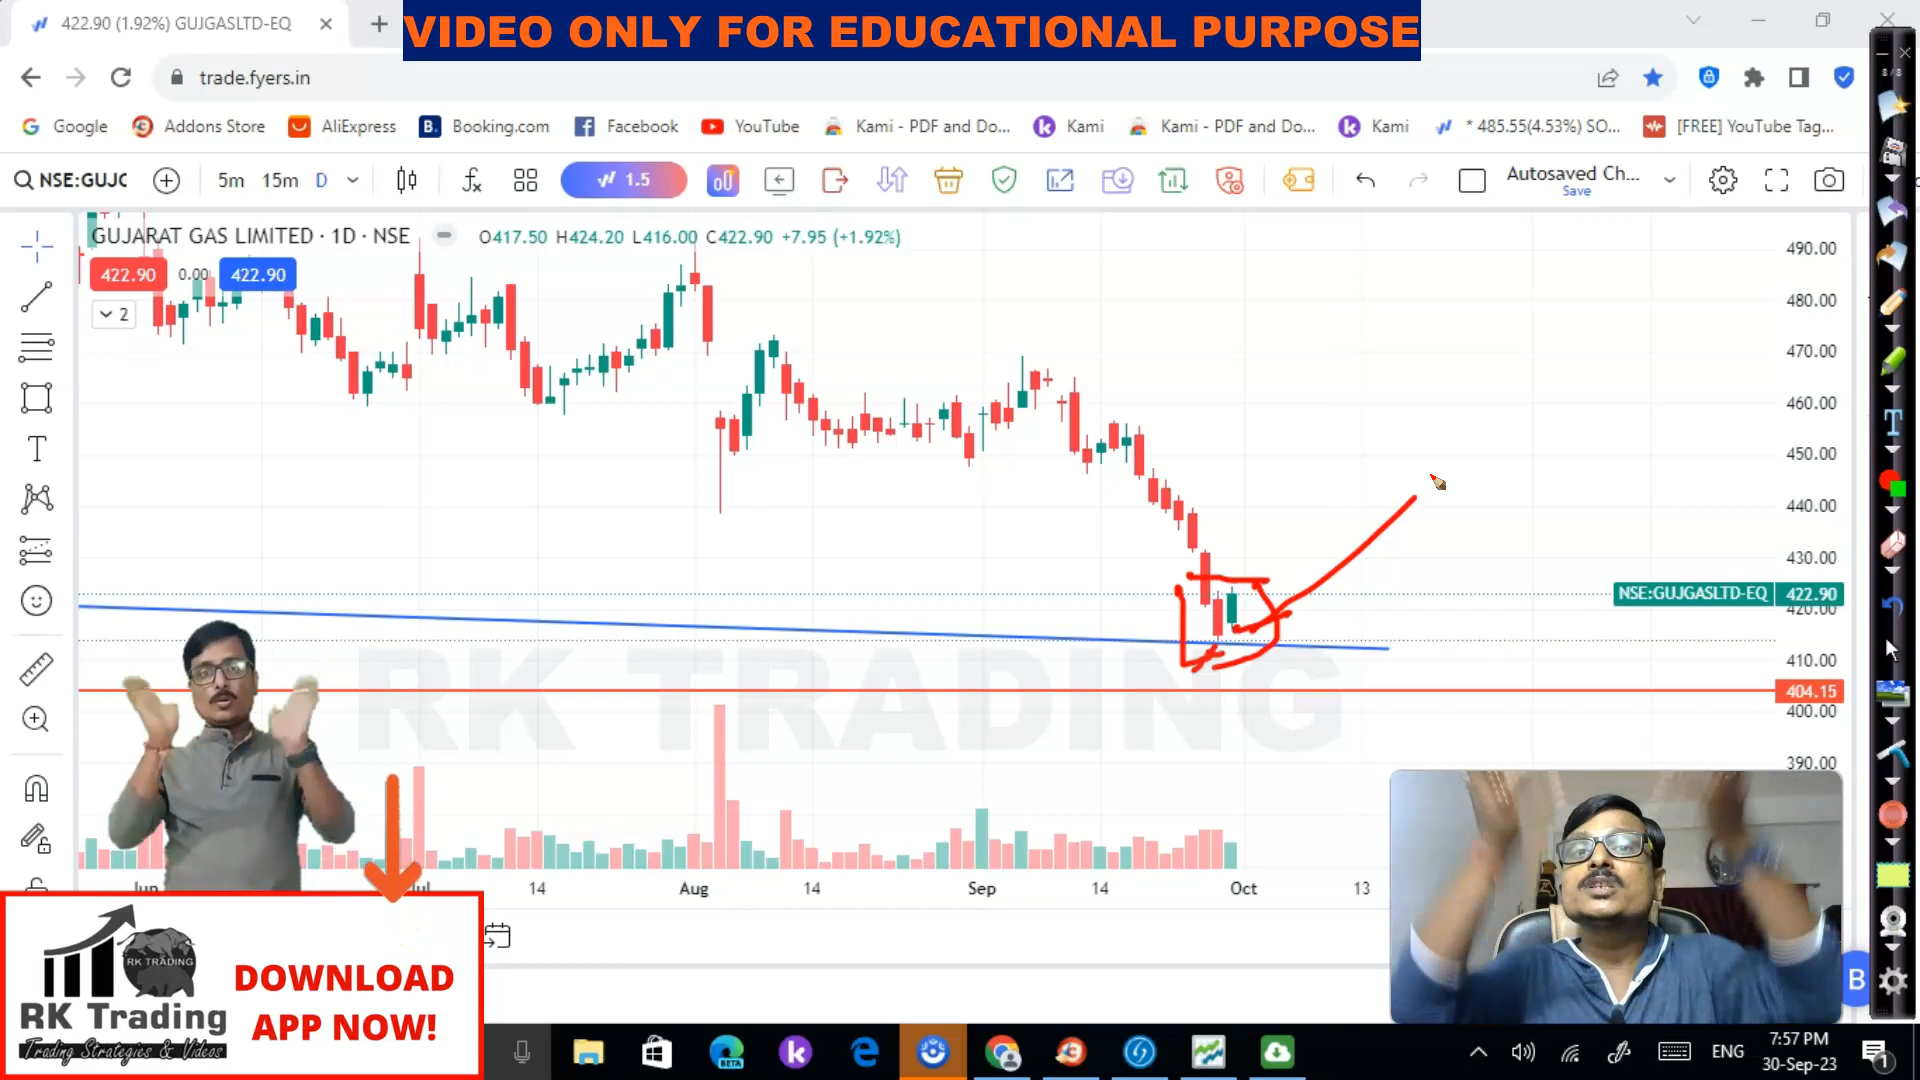 422.90 (1.92%) GUJGASLTD-EQ
VIDEO ONLY FOR EDUCATIONAL PURPOSE
trade.fyers.in
Google
Addons Store
AliExpress
Booking.com
Facebook
YouTube
Kami - PDF and Do...
Kami
Kami - PDF and Do...
Kami
* 485.55(4.53%) SO...
[FREE] YouTube Tag...
NSE:GUJC
5m
15m
D
1.5
Autosaved Ch...
Save
GUJARAT GAS LIMITED · 1D · NSE
O417.50 H424.20 L416.00 C422.90 +7.95 (+1.92%)
422.90
0.00
422.90
2
490.00
480.00
470.00
460.00
450.00
440.00
430.00
NSE:GUJGASLTD-EQ
422.90
420.00
410.00
404.15
400.00
390.00
RK TRADING
14
Aug
14
Sep
14
Oct
13
RK TRADING
RK Trading
Trading Strategies & Videos
DOWNLOAD
APP NOW!
B
BETA
ENG
7:57 PM
30-Sep-23
1